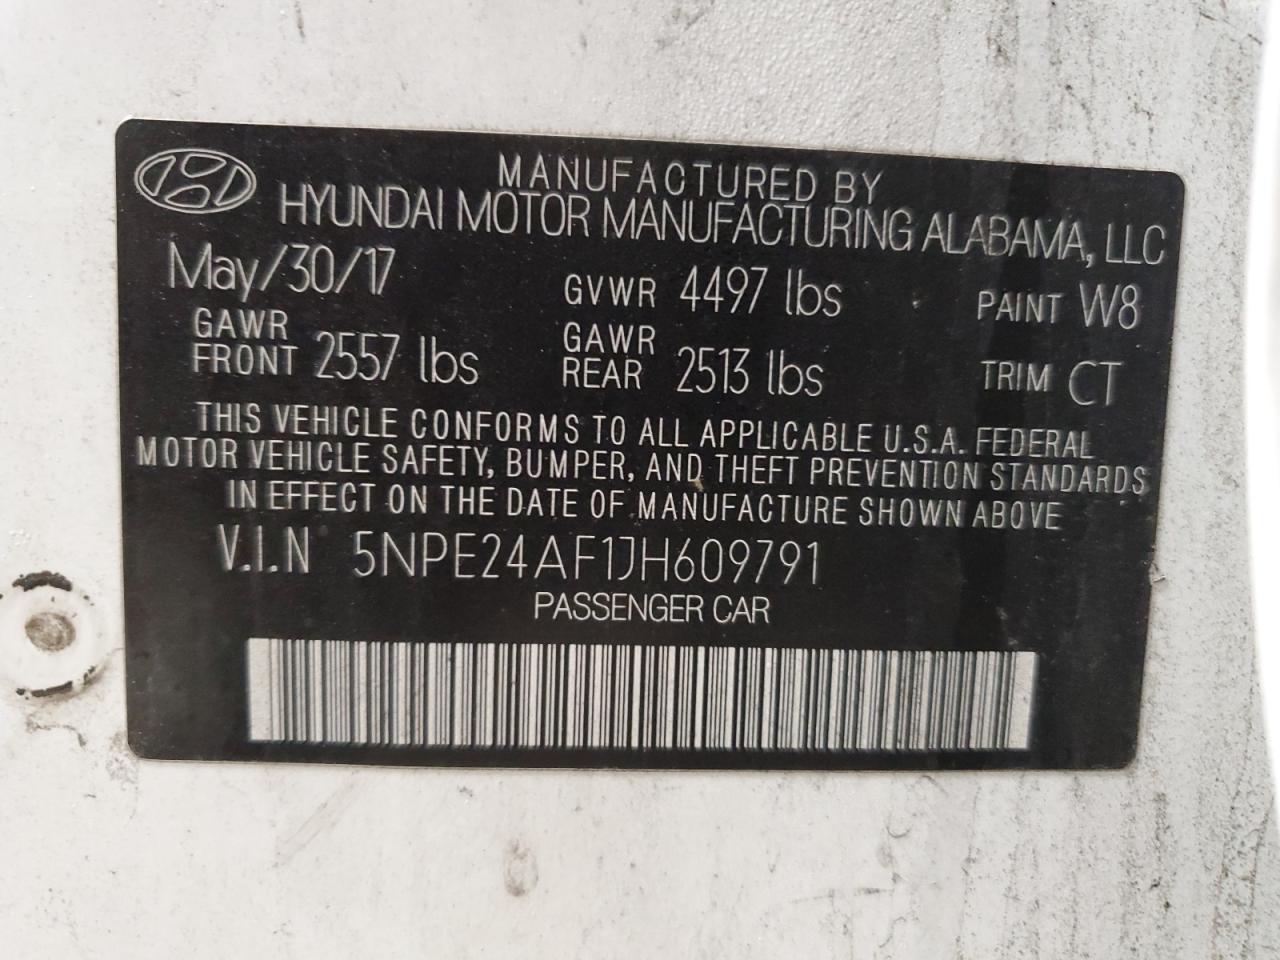 MANUFACTURED BY
HYUNDAI MOTOR MANUFACTURING ALABAMA, LLC
May/30/17 GVWR 4497 lbs PAINT W8
GAWR FRONT 2557 lbs GAWR REAR 2513 lbs TRIM CT
THIS VEHICLE CONFORMS TO ALL APPLICABLE U.S.A. FEDERAL
MOTOR VEHICLE SAFETY, BUMPER, AND THEFT PREVENTION STANDARDS
IN EFFECT ON THE DATE OF MANUFACTURE SHOWN ABOVE
V.I.N 5NPE24AF1JH609791
PASSENGER CAR